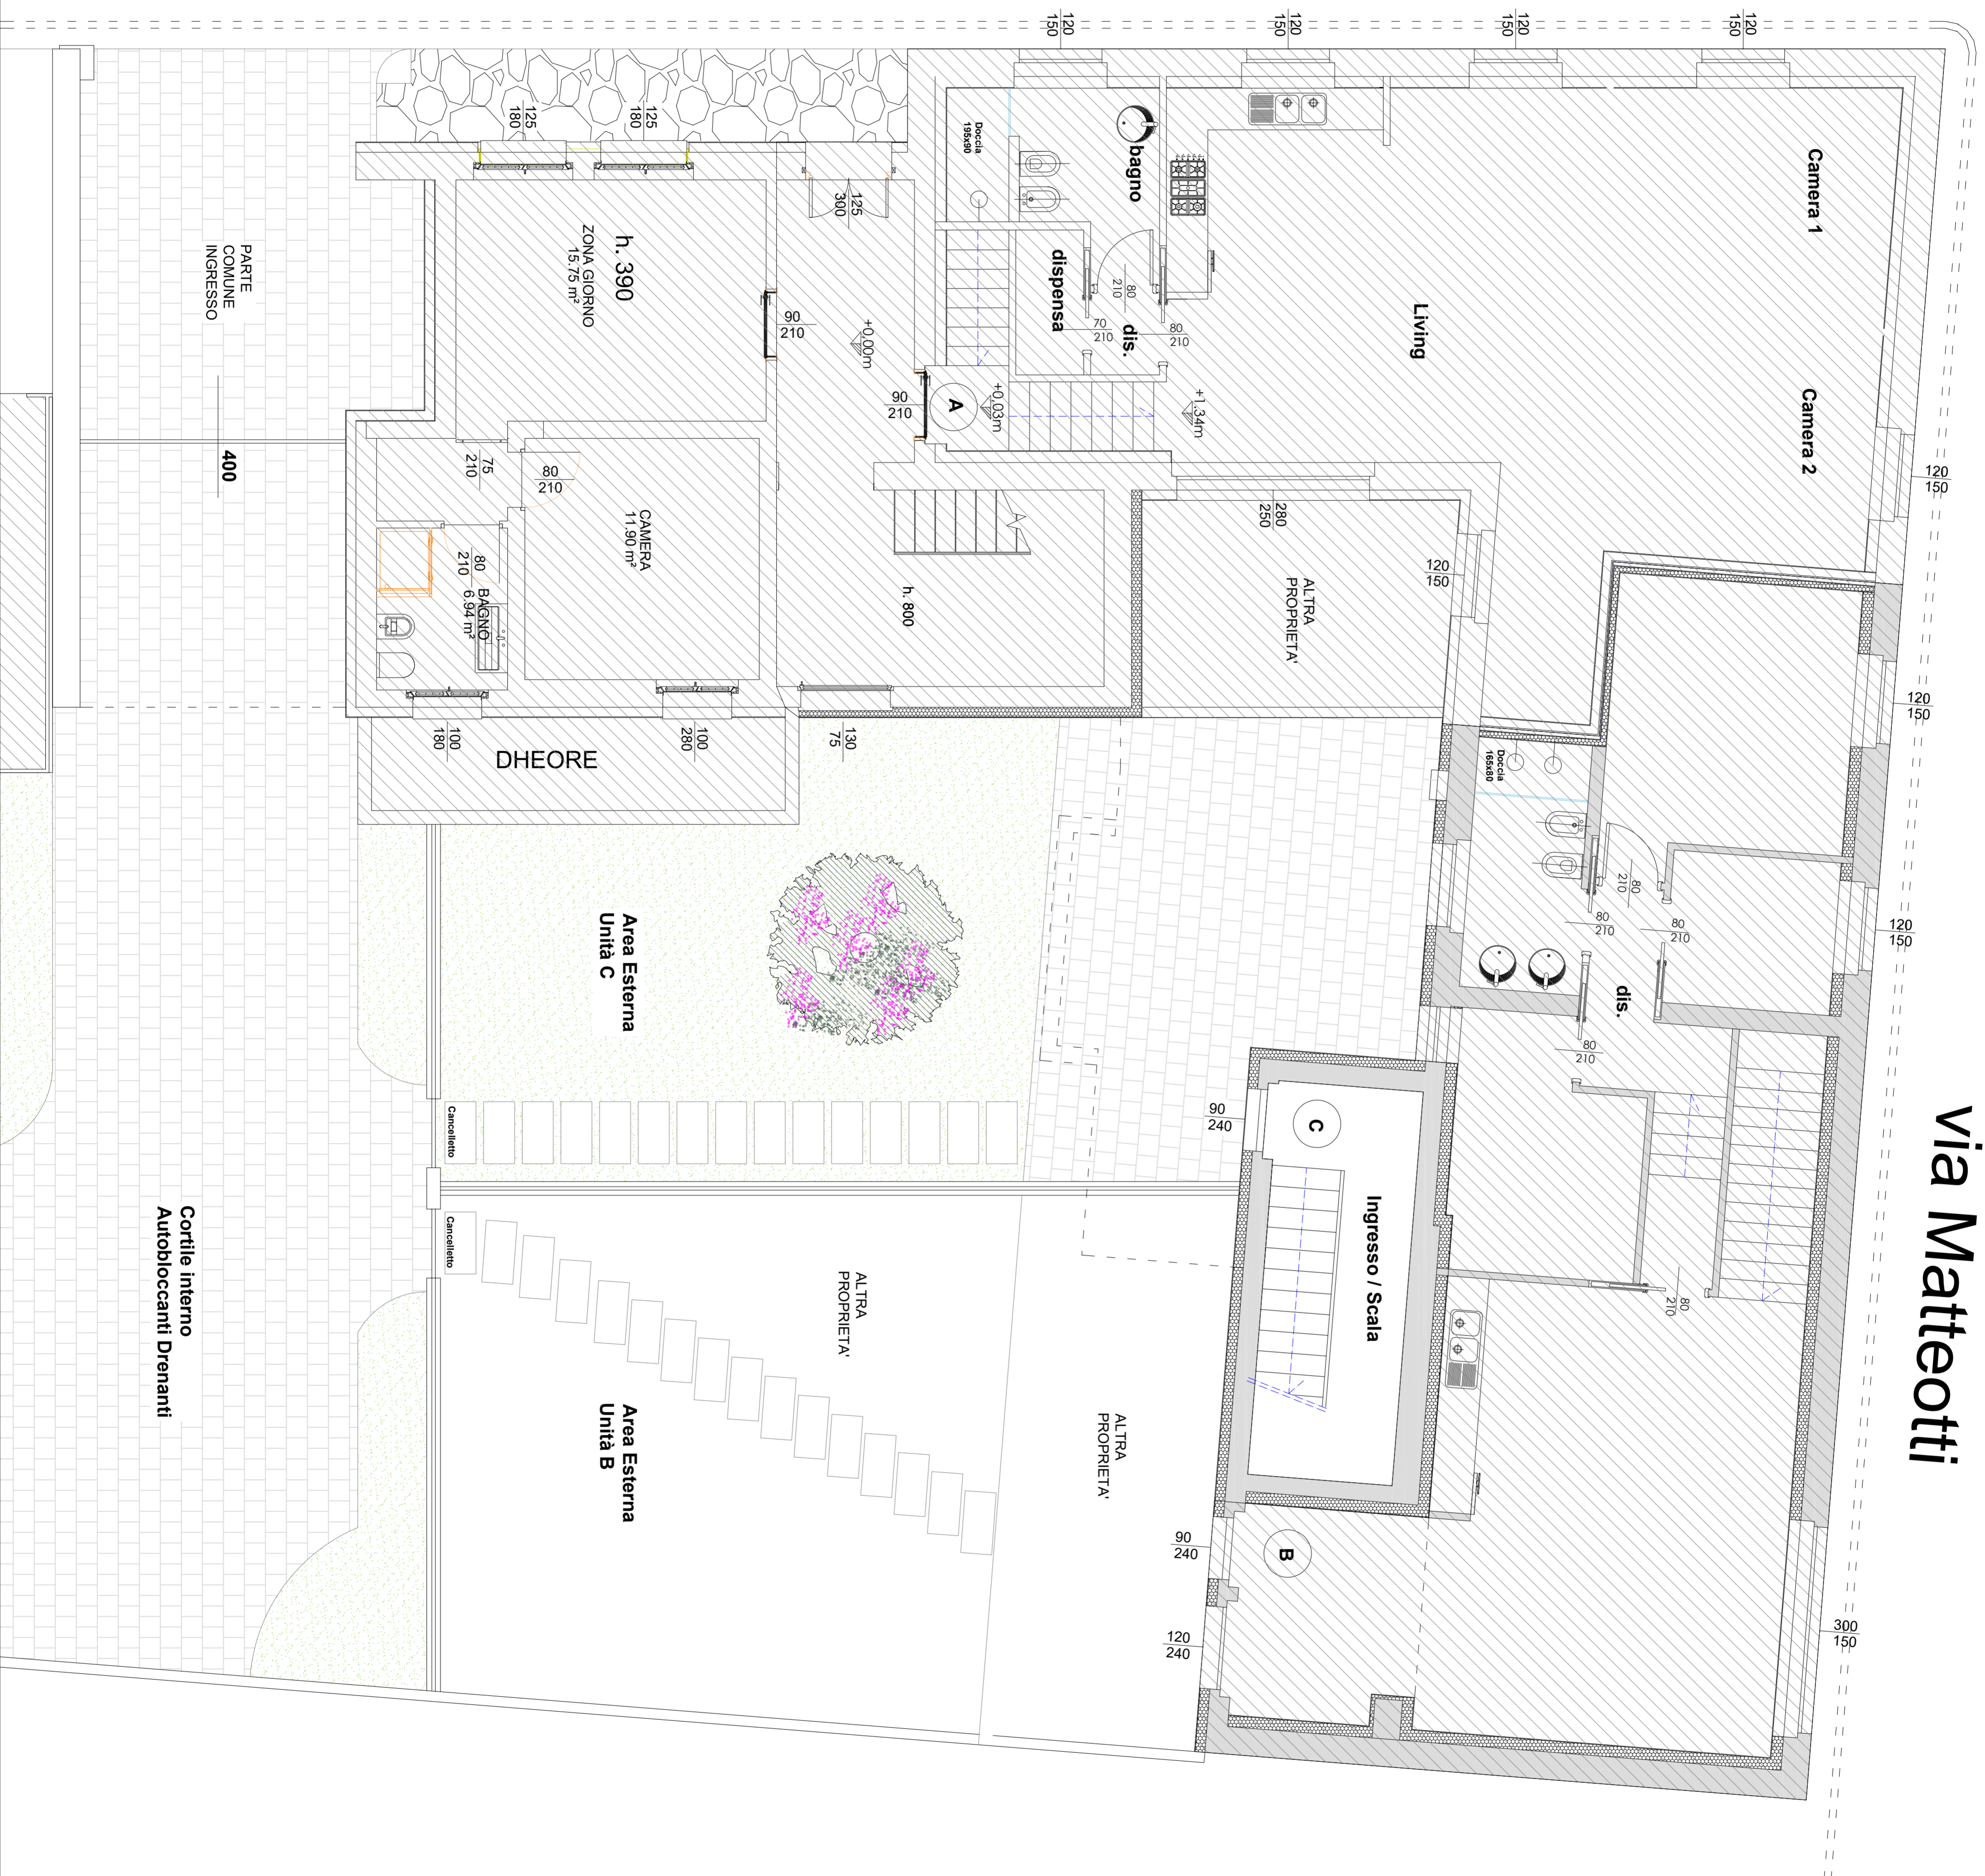 via Matteotti
120
150
120
150
120
150
120
150
Camera 1
Camera 2
Living
bagno
Doccia
195x90
dispensa
dis.
80
210
70
210
80
210
+1.34m
+0,03m
A
90
210
+0,00m
90
210
125
300
125
180
125
180
h. 390
ZONA GIORNO
15.75 m²
PARTE
COMUNE
INGRESSO
400
75
210
80
210
CAMERA
11.90 m²
80
210
BAGNO
6.94 m²
h. 800
280
250
ALTRA
PROPRIETA'
120
150
120
150
120
150
120
150
Doccia
165x80
80
210
80
210
80
210
dis.
80
210
80
210
100
180
100
280
DHEORE
130
75
Area Esterna
Unità C
Cancelletto
Cancelletto
90
240
C
Ingresso / Scala
ALTRA
PROPRIETA'
ALTRA
PROPRIETA'
Area Esterna
Unità B
Cortile interno
Autobloccanti Drenanti
90
240
B
120
240
300
150